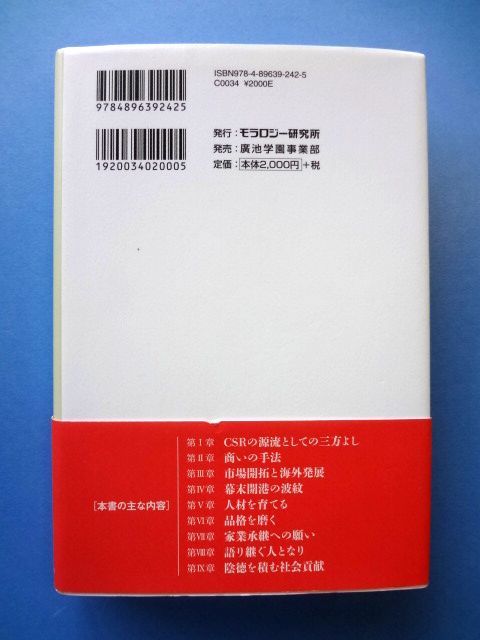 ISBN978-4-89639-242-5
C0034 ¥2000E
9784896392425
1920034020005
発行：モラロジー研究所
発売：廣池学園事業部
定価：本体2,000円＋税
［本書の主な内容］
第Ⅰ章 CSRの源流としての三方よし
第Ⅱ章 商いの手法
第Ⅲ章 市場開拓と海外発展
第Ⅳ章 幕末開港の波紋
第Ⅴ章 人材を育てる
第Ⅵ章 品格を磨く
第Ⅶ章 家業承継への願い
第Ⅷ章 語り継ぐ人となり
第Ⅸ章 陰徳を積む社会貢献